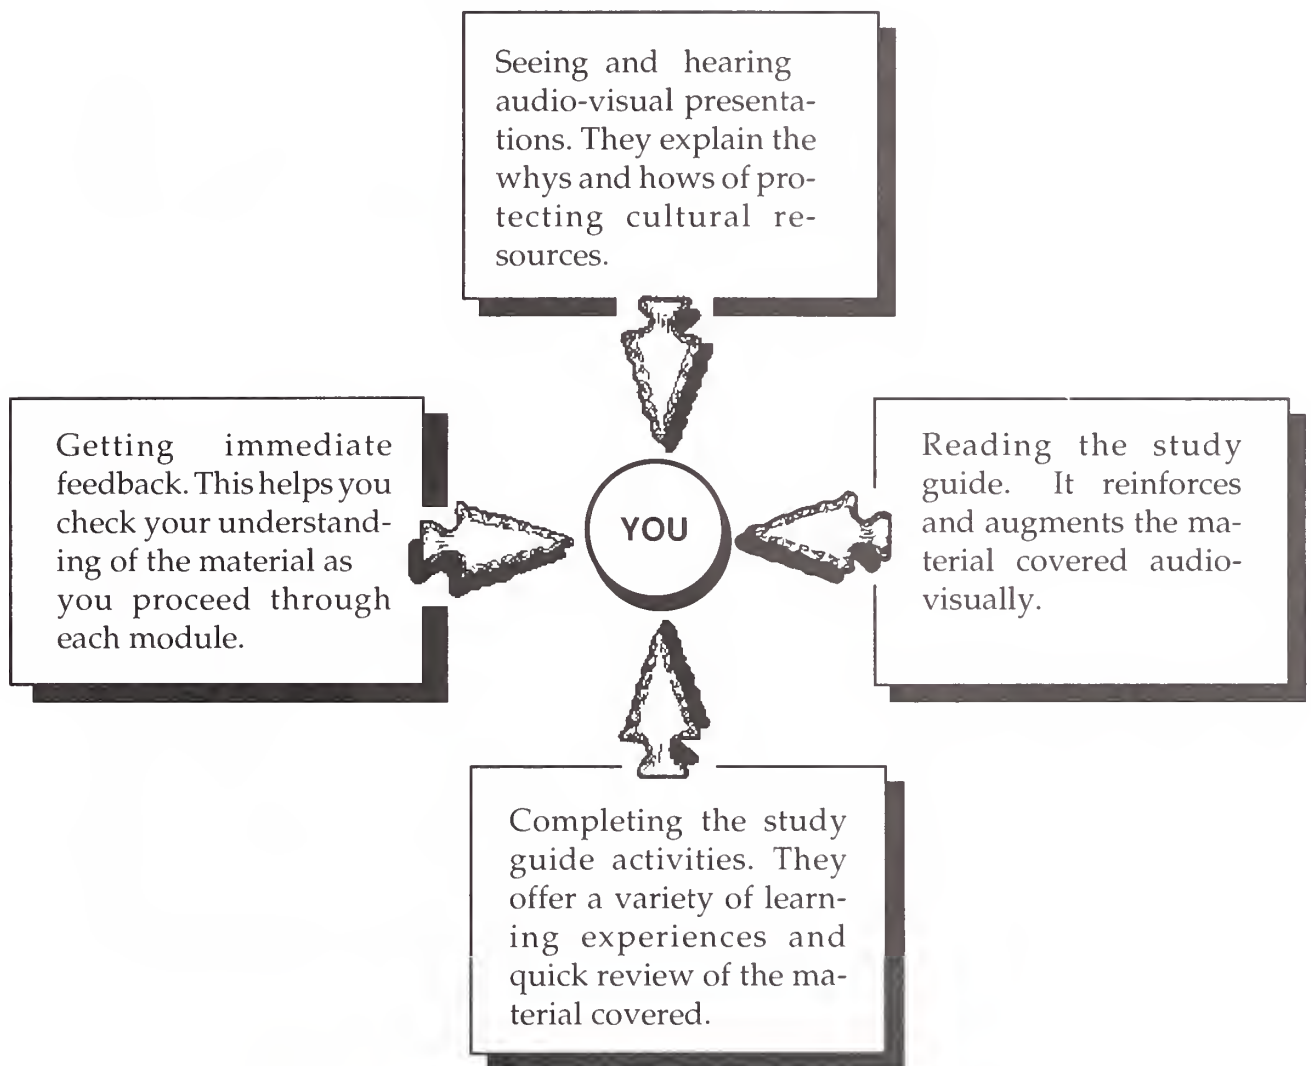 Seeing and hearing
audio-visual presenta-
tions. They explain the
whys and hows of pro-
tecting cultural re-
sources.
Getting immediate
feedback. This helps you
check your understand-
ing of the material as
you proceed through
each module.
YOU
Reading the study
guide. It reinforces
and augments the ma-
terial covered audio-
visually.
Completing the study
guide activities. They
offer a variety of learn-
ing experiences and
quick review of the ma-
terial covered.